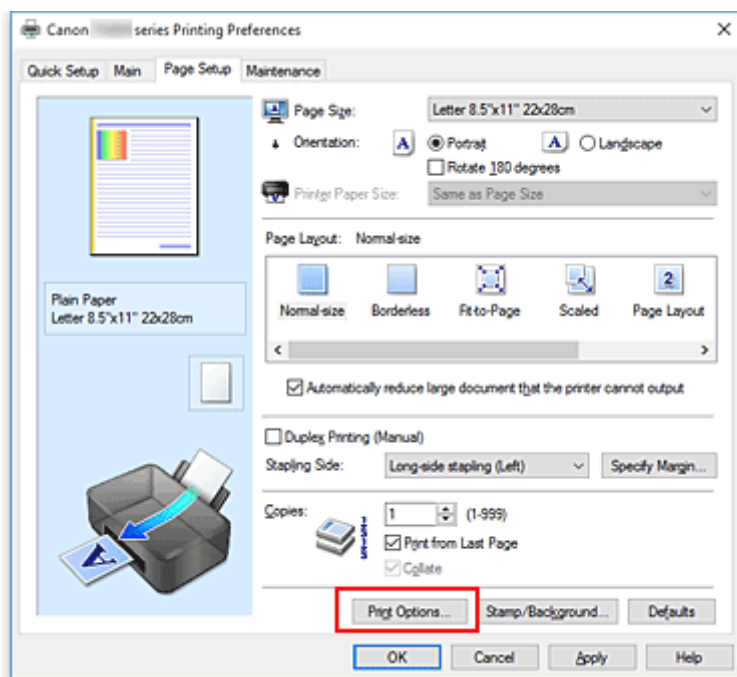 Canon series Printing Preferences
Quick Setup Main Page Setup Maintenance
Page Size: Letter 8.5"x11" 22x28cm
Orientation: A Portrait A Landscape
Rotate 180 degrees
Printer Paper Size: Same as Page Size
Page Layout: Normal-size
2
Normal-size Borderless Fit-to-Page Scaled Page Layout
Plain Paper
Letter 8.5"x11" 22x28cm
Automatically reduce large document that the printer cannot output
Duplex Printing (Manual)
Stapling Side: Long-side stapling (Left) Specify Margin...
Copies: 1 (1-999)
Print from Last Page
Collate
A
Print Options... Stamp/Background... Defaults
OK Cancel Apply Help